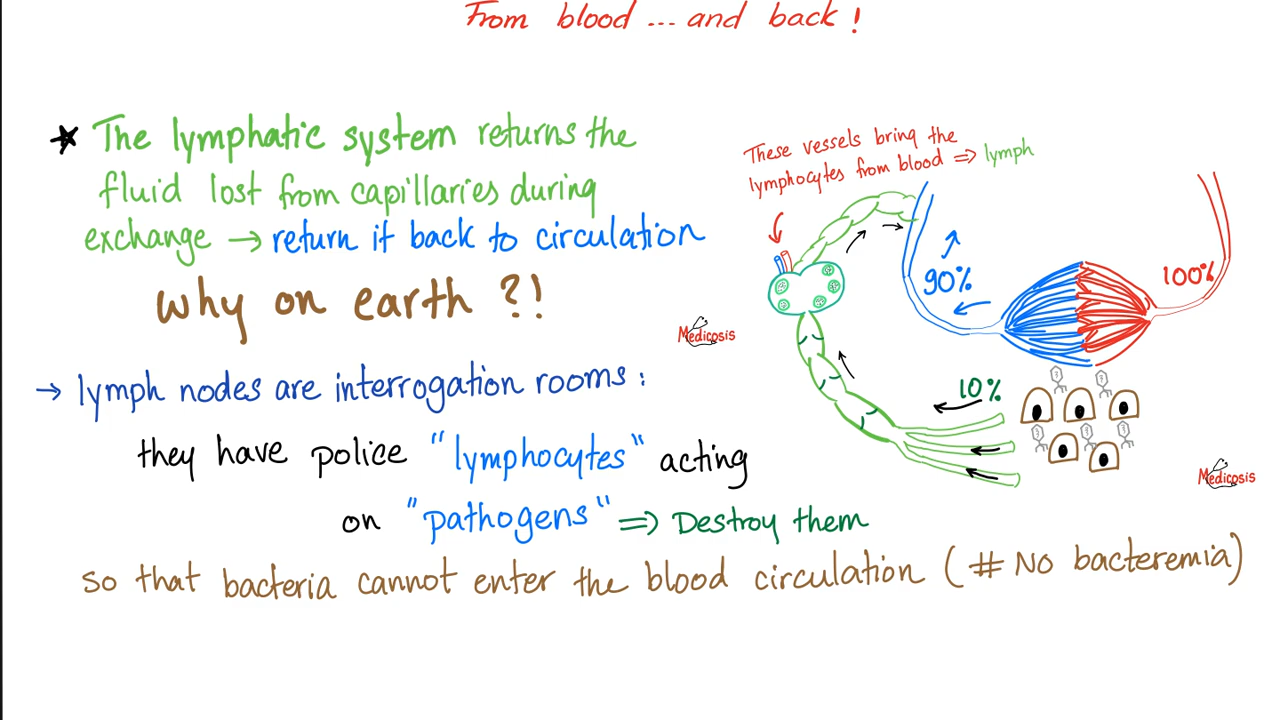 From blood ... and back !
* The lymphatic system returns the
fluid lost from capillaries during
exchange → return it back to circulation
why on earth ?!
→ lymph nodes are interrogation rooms :
they have police "lymphocytes" acting
on "pathogens" ⇒ Destroy them
so that bacteria cannot enter the blood circulation (# No bacteremia)
These vessels bring the
lymphocytes from blood ⇒ lymph
90%
100%
10%
Medicosis
Medicosis